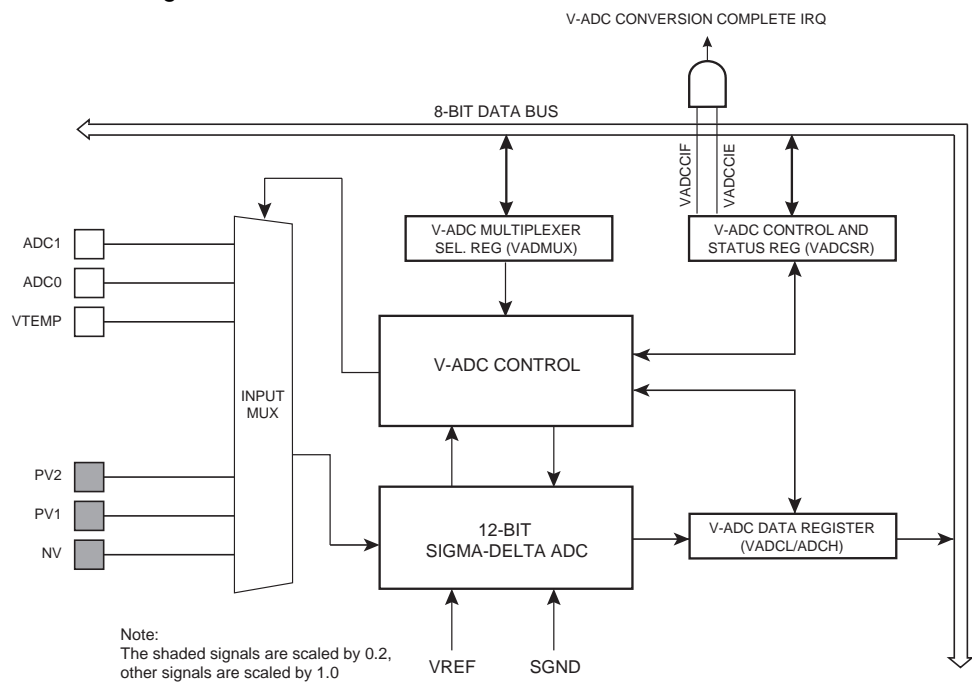 V-ADC CONVERSION COMPLETE IRQ
8-BIT DATA BUS
VADCCIF
VADCCIE
V-ADC MULTIPLEXER
SEL. REG (VADMUX)
V-ADC CONTROL AND
STATUS REG (VADCSR)
ADC1
ADC0
VTEMP
V-ADC CONTROL
INPUT
MUX
PV2
PV1
NV
12-BIT
SIGMA-DELTA ADC
V-ADC DATA REGISTER
(VADCL/ADCH)
Note:
The shaded signals are scaled by 0.2,
other signals are scaled by 1.0
VREF
SGND